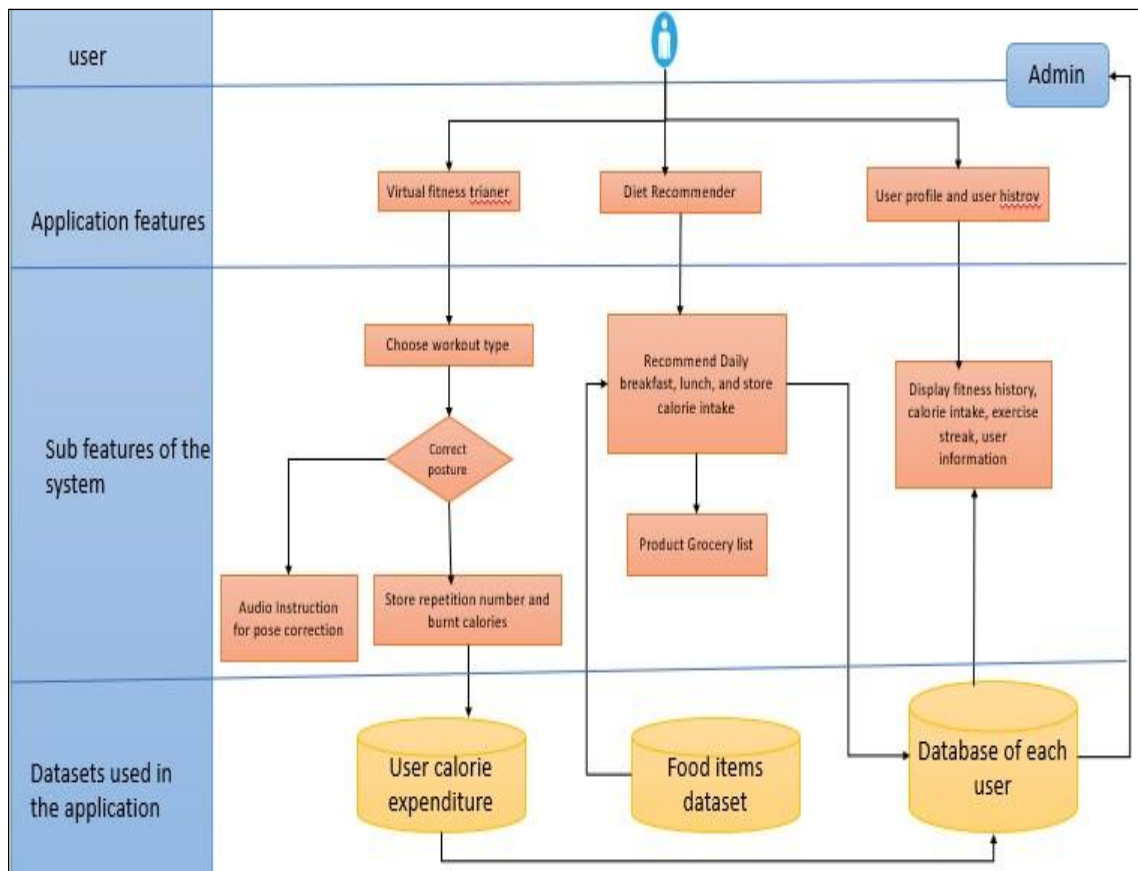 user
Admin
Application features
Virtual fitness trianer
Diet Recommender
User profile and user histrov
Sub features of the
system
Choose workout type
Correct
posture
Audio Instruction
for pose correction
Store repetition number and
burnt calories
Recommend Daily
breakfast, lunch, and store
calorie intake
Product Grocery list
Display fitness history,
calorie intake, exercise
streak, user
information
Datasets used in
the application
User calorie
expenditure
Food items
dataset
Database of each
user